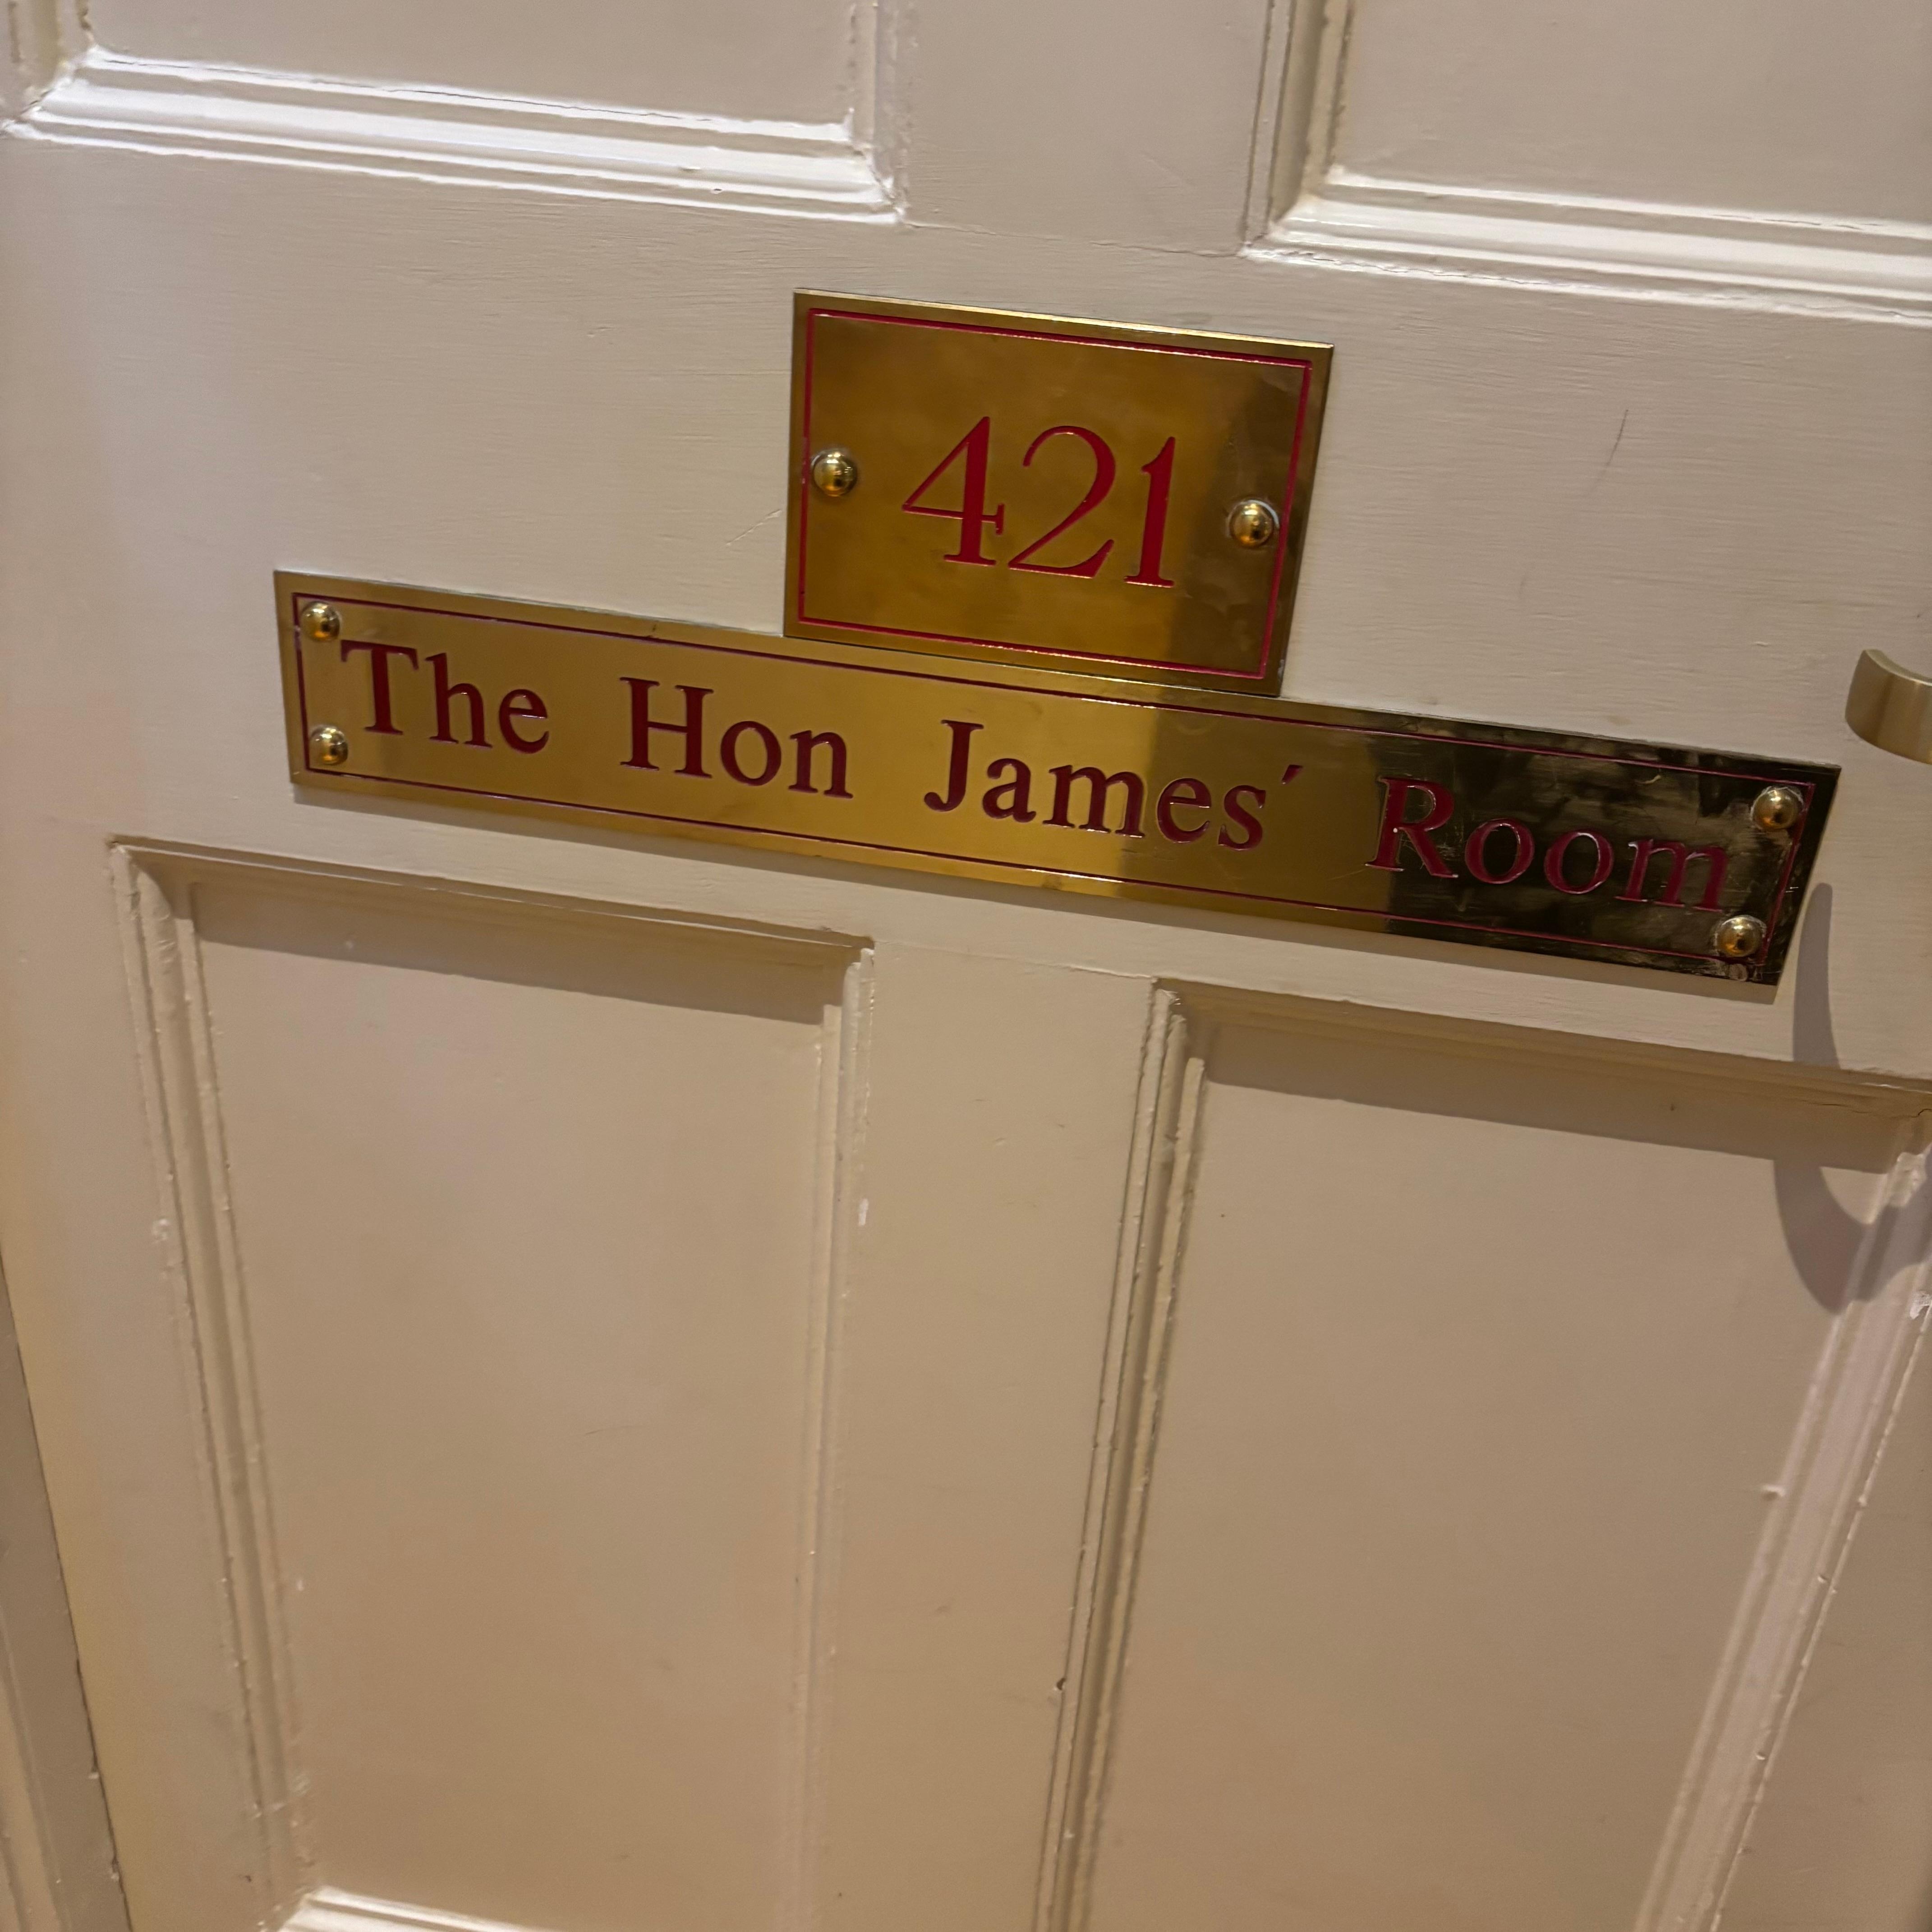 421
The Hon James' Room